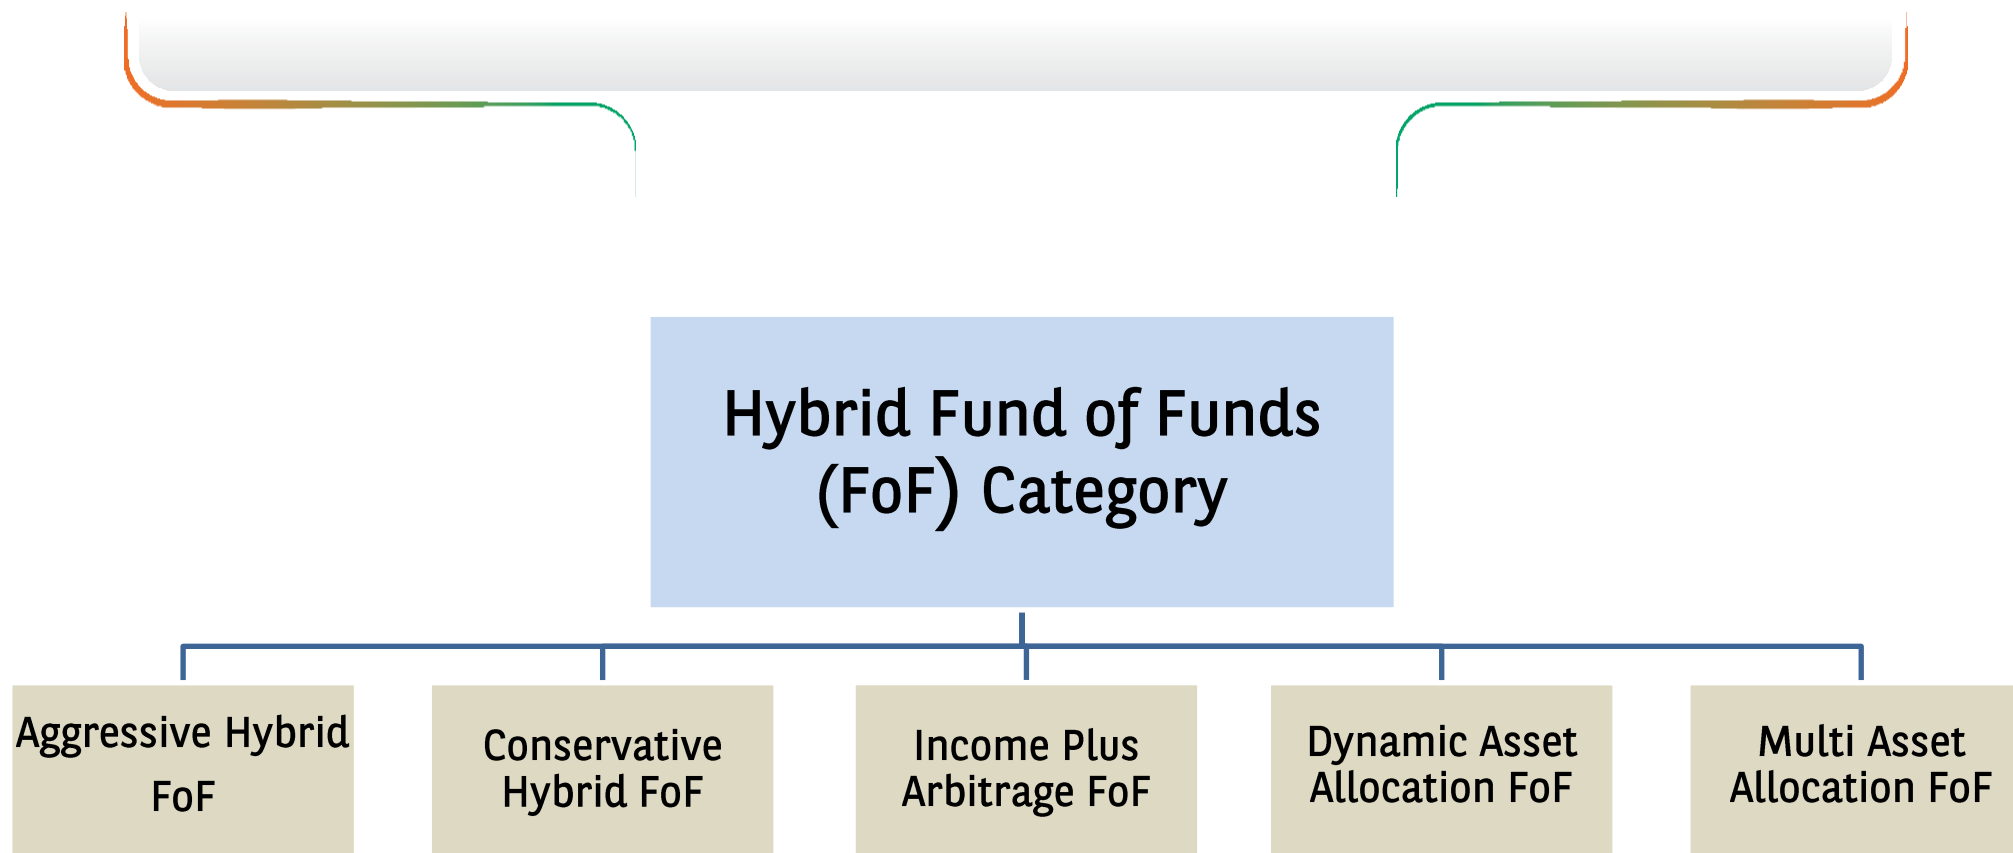 Hybrid Fund of Funds
(FoF) Category
Aggressive Hybrid
FoF
Conservative
Hybrid FoF
Income Plus
Arbitrage FoF
Dynamic Asset
Allocation FoF
Multi Asset
Allocation FoF